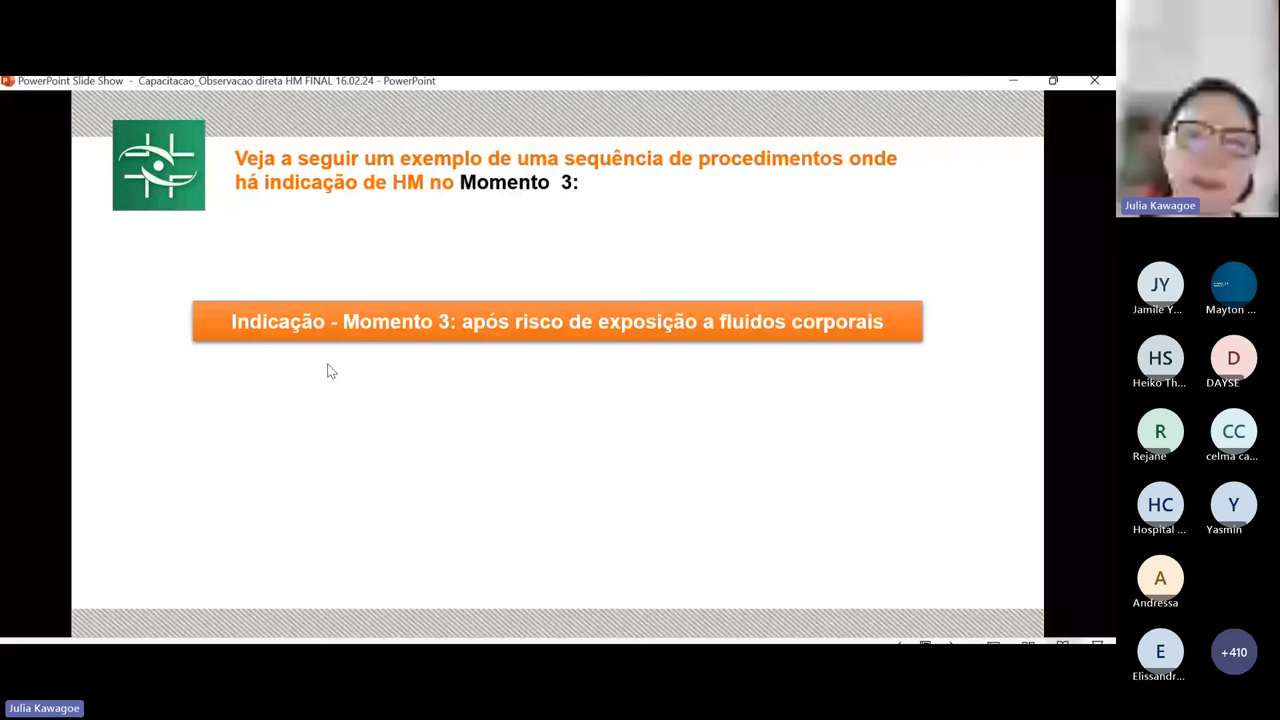 PowerPoint Slide Show - Capacitacao_Observacao direta HM FINAL 16.02.24 - PowerPoint
Veja a seguir um exemplo de uma sequência de procedimentos onde
há indicação de HM no Momento 3:
Indicação - Momento 3: após risco de exposição a fluidos corporais
Julia Kawagoe
JY
Jamile Y...
Mayton ...
HS
Heiko Th...
D
DAYSE
R
Rejane
CC
celma ca...
HC
Hospital ...
Y
Yasmin
A
Andressa
E
Elissandr...
+410
Julia Kawagoe